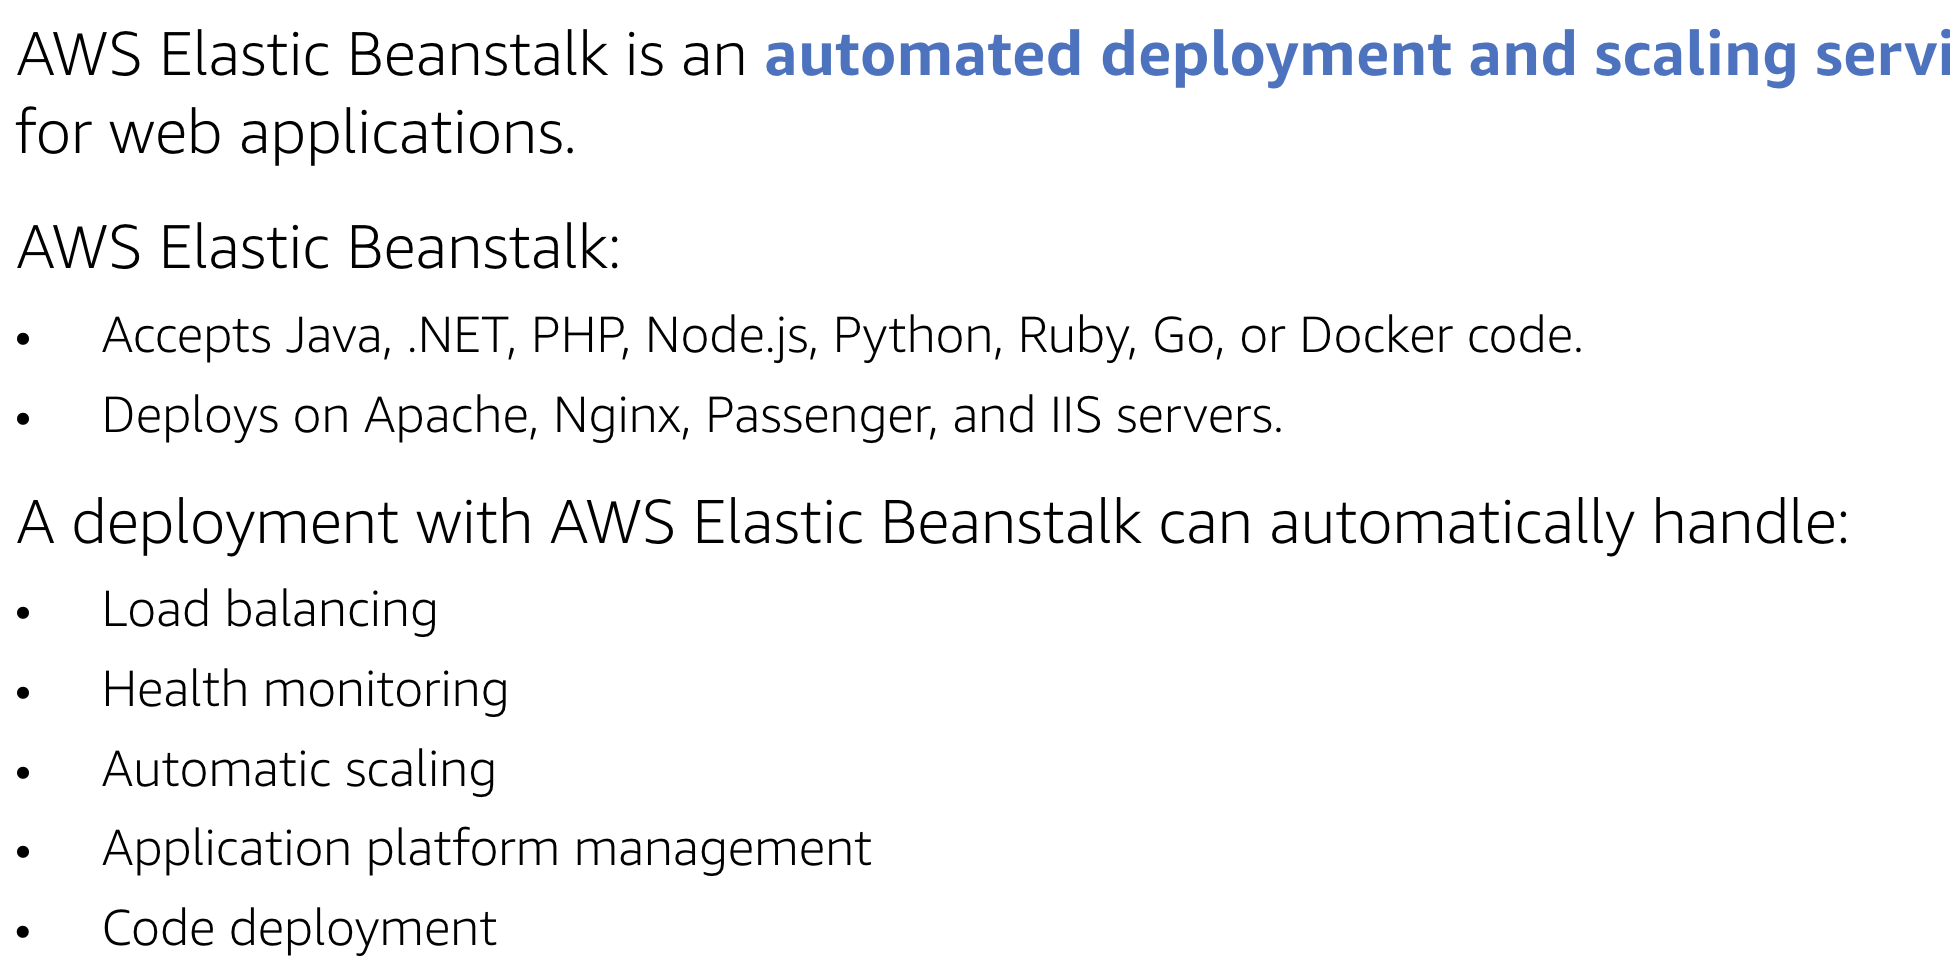 AWS Elastic Beanstalk is an automated deployment and scaling servi
for web applications.
AWS Elastic Beanstalk:
• Accepts Java, .NET, PHP, Node.js, Python, Ruby, Go, or Docker code.
• Deploys on Apache, Nginx, Passenger, and IIS servers.
A deployment with AWS Elastic Beanstalk can automatically handle:
• Load balancing
• Health monitoring
• Automatic scaling
• Application platform management
• Code deployment